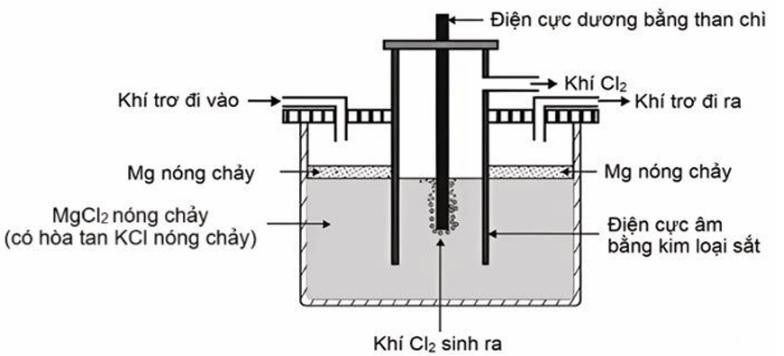 Điện cực dương bằng than chì
Khí Cl2
Khí trơ đi vào
Khí trơ đi ra
Mg nóng chảy
Mg nóng chảy
MgCl2 nóng chảy
(có hòa tan KCl nóng chảy)
Điện cực âm
bằng kim loại sắt
Khí Cl2 sinh ra